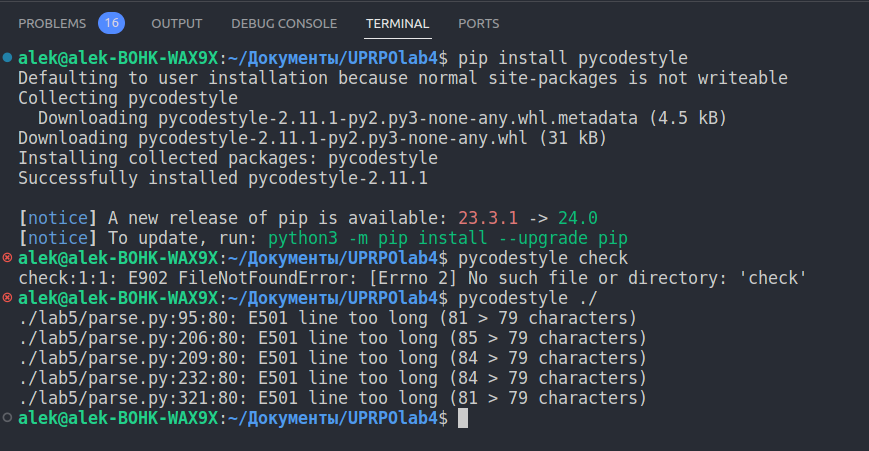 PROBLEMS 16 OUTPUT DEBUG CONSOLE TERMINAL PORTS
alek@alek-BOHK-WAX9X:~/Документы/UPRPOlab4$ pip install pycodestyle
Defaulting to user installation because normal site-packages is not writeable
Collecting pycodestyle
  Downloading pycodestyle-2.11.1-py2.py3-none-any.whl.metadata (4.5 kB)
Downloading pycodestyle-2.11.1-py2.py3-none-any.whl (31 kB)
Installing collected packages: pycodestyle
Successfully installed pycodestyle-2.11.1

[notice] A new release of pip is available: 23.3.1 -> 24.0
[notice] To update, run: python3 -m pip install --upgrade pip
alek@alek-BOHK-WAX9X:~/Документы/UPRPOlab4$ pycodestyle check
check:1:1: E902 FileNotFoundError: [Errno 2] No such file or directory: 'check'
alek@alek-BOHK-WAX9X:~/Документы/UPRPOlab4$ pycodestyle ./
./lab5/parse.py:95:80: E501 line too long (81 > 79 characters)
./lab5/parse.py:206:80: E501 line too long (85 > 79 characters)
./lab5/parse.py:209:80: E501 line too long (84 > 79 characters)
./lab5/parse.py:232:80: E501 line too long (84 > 79 characters)
./lab5/parse.py:321:80: E501 line too long (81 > 79 characters)
alek@alek-BOHK-WAX9X:~/Документы/UPRPOlab4$